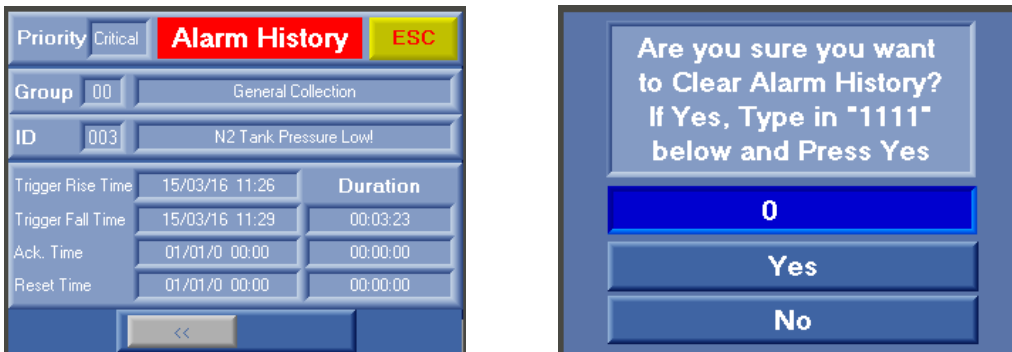 Priority Critical Alarm History ESC
Group 00 General Collection
ID 003 N2 Tank Pressure Low!
Trigger Rise Time 15/03/16 11:26 Duration
Trigger Fall Time 15/03/16 11:29 00:03:23
Ack. Time 01/01/0 00:00 00:00:00
Reset Time 01/01/0 00:00 00:00:00
<<
Are you sure you want
to Clear Alarm History?
If Yes, Type in "1111"
below and Press Yes
0
Yes
No